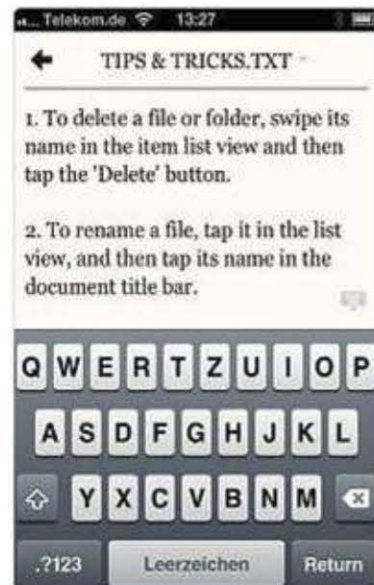 Telekom.de 13:27
TIPS & TRICKS.TXT
1. To delete a file or folder, swipe its
name in the item list view and then
tap the 'Delete' button.
2. To rename a file, tap it in the list
view, and then tap its name in the
document title bar.
Q W E R T Z U I O P
A S D F G H J K L
Y X C V B N M
.?123 Leerzeichen Return